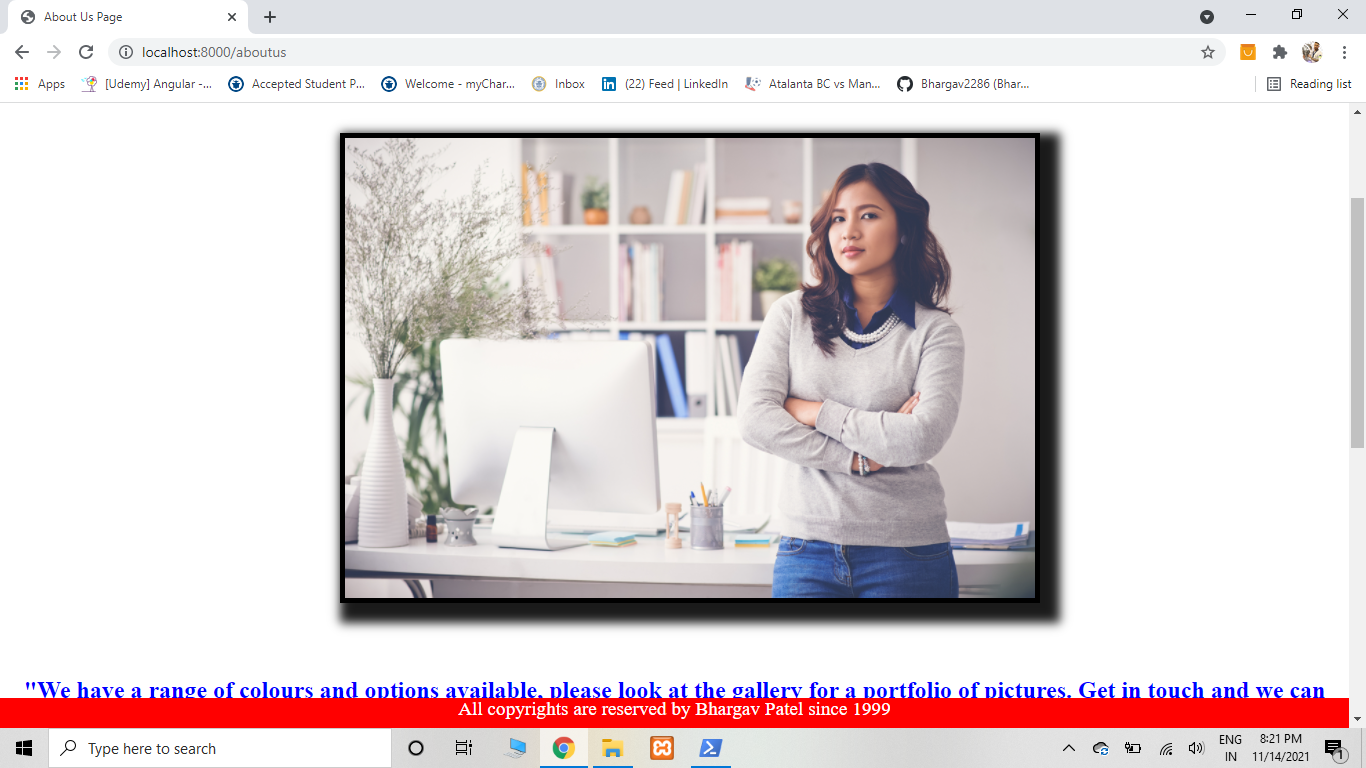 About Us Page
localhost:8000/aboutus
Apps [Udemy] Angular -... Accepted Student P... Welcome - myChar... Inbox (22) Feed | LinkedIn Atalanta BC vs Man... Bhargav2286 (Bhar... Reading list
"We have a range of colours and options available, please look at the gallery for a portfolio of pictures. Get in touch and we can
All copyrights are reserved by Bhargav Patel since 1999
Type here to search
ENG
IN
8:21 PM
11/14/2021
1